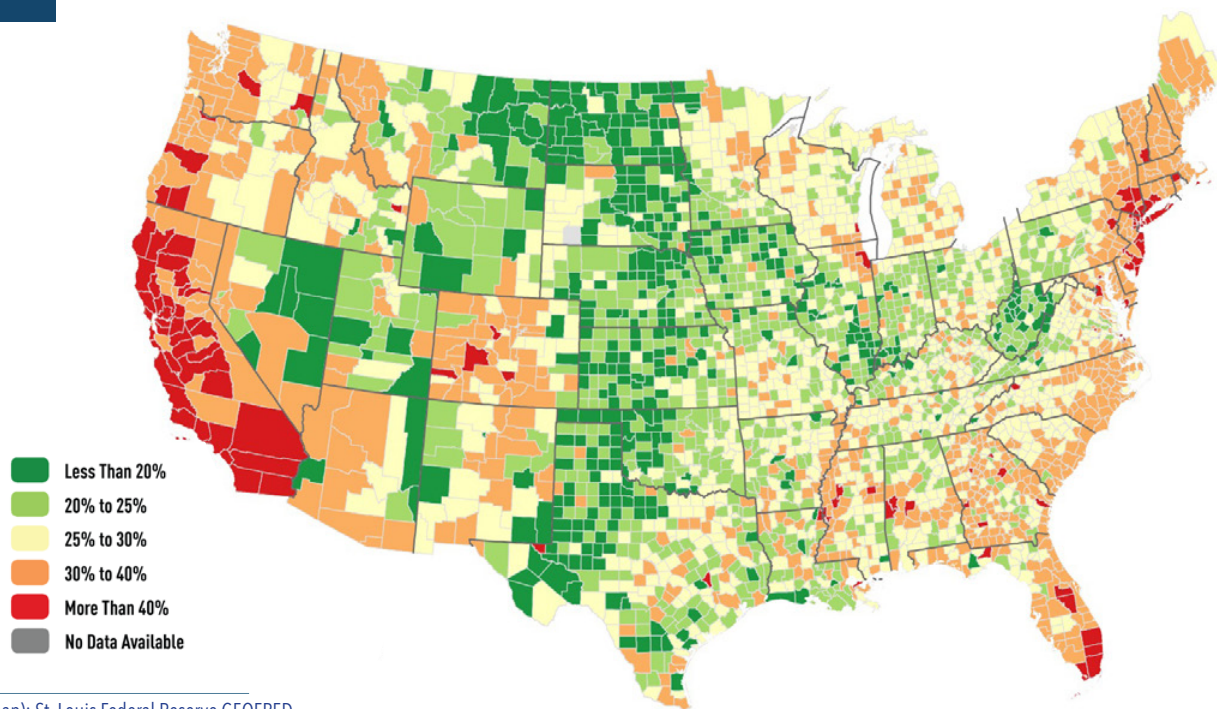 Less Than 20%
20% to 25%
25% to 30%
30% to 40%
More Than 40%
No Data Available
St. Louis Federal Reserve GEOFRED